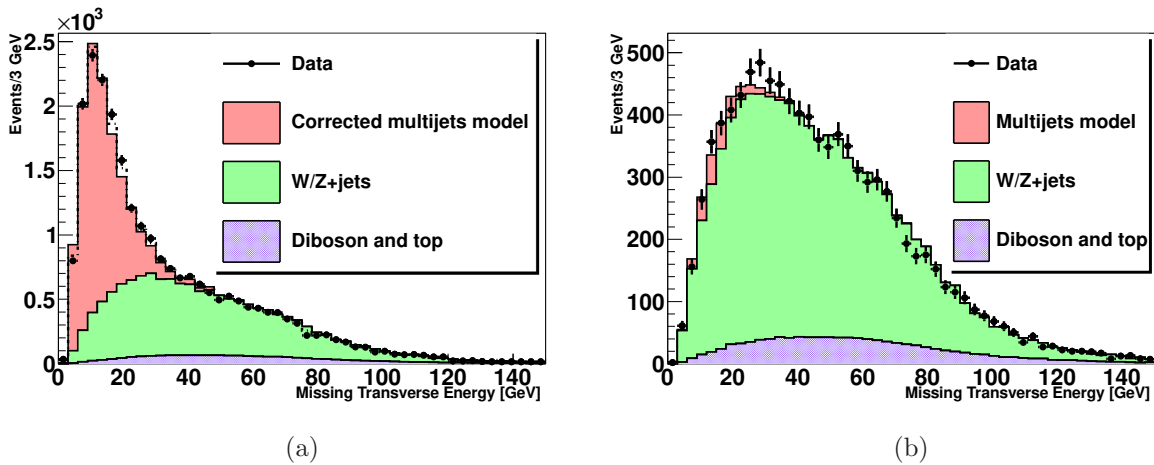 ×10³
Events/3 GeV
2.5
2
1.5
1
0.5
0
0 20 40 60 80 100 120 140
Missing Transverse Energy [GeV]
Data
Corrected multijets model
W/Z+jets
Diboson and top
(a)
Events/3 GeV
500
400
300
200
100
0
0 20 40 60 80 100 120 140
Missing Transverse Energy [GeV]
Data
Multijets model
W/Z+jets
Diboson and top
(b)